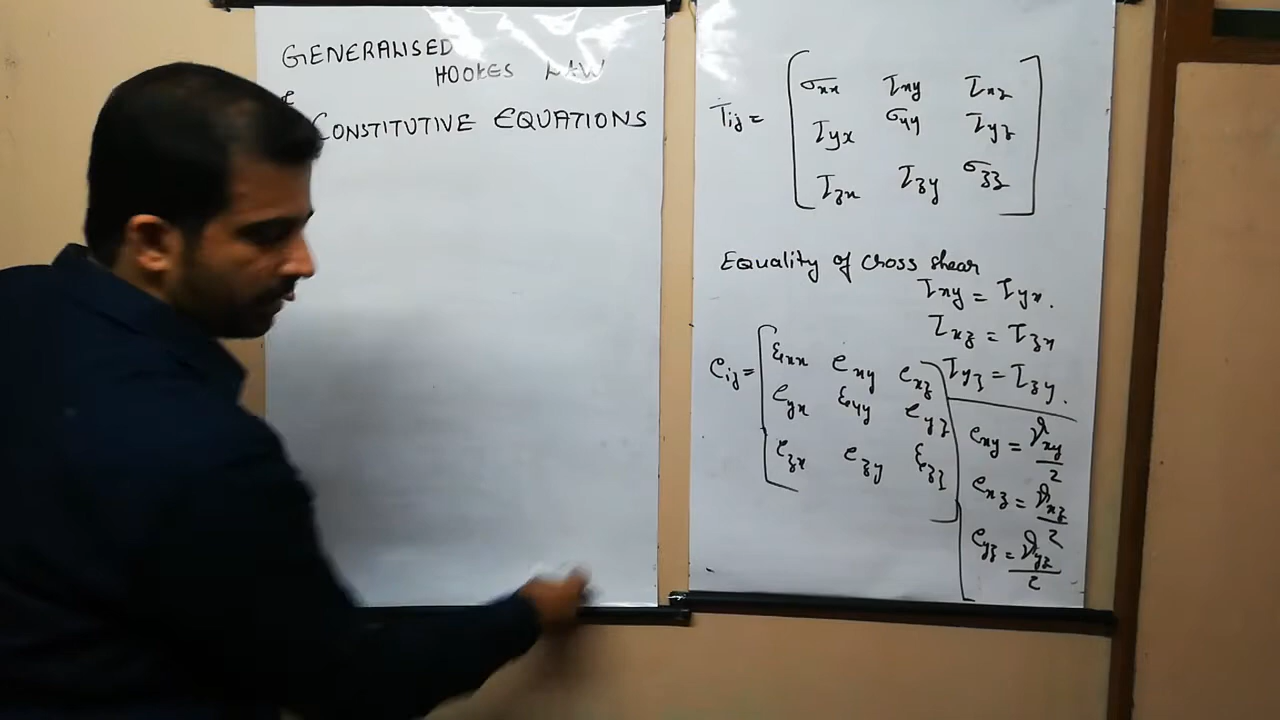 GENERALISED
HOOKES LAW
&
CONSTITUTIVE EQUATIONS
τij = [ σxx τxy τxz
τyx σyy τyz
τzx τzy σzz ]
Equality of cross shear
τxy = τyx.
τxz = τzx
τyz = τzy.
eij = [ εxx exy exz
eyx εyy eyz
ezx ezy εzz ]
exy = γxy/2
exz = γxz/2
eyz = γyz/2